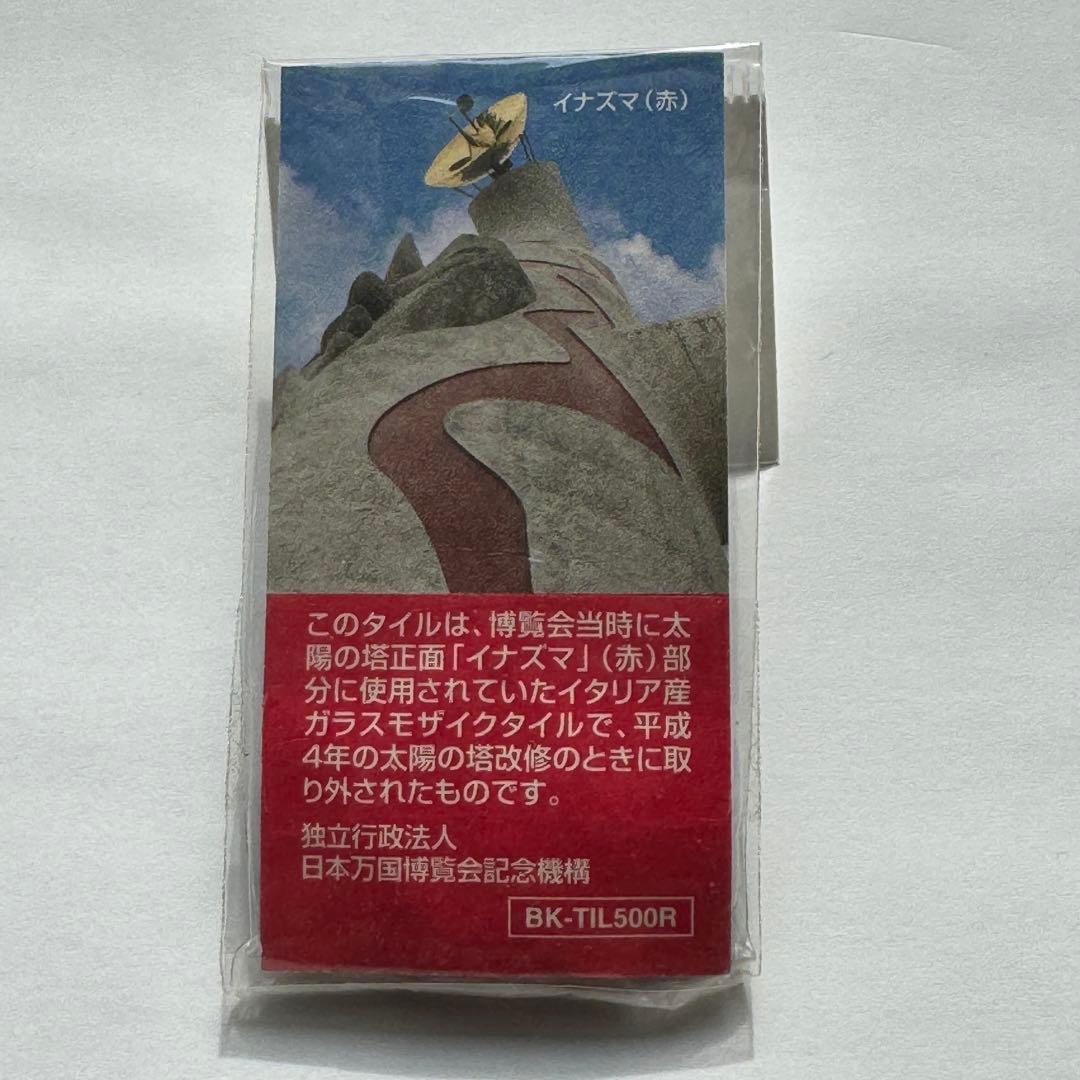 イナズマ（赤）
このタイルは、博覧会当時に太
陽の塔正面「イナズマ」（赤）部
分に使用されていたイタリア産
ガラスモザイクタイルで、平成
4年の太陽の塔改修のときに取
り外されたものです。
独立行政法人
日本万国博覧会記念機構
BK-TIL500R